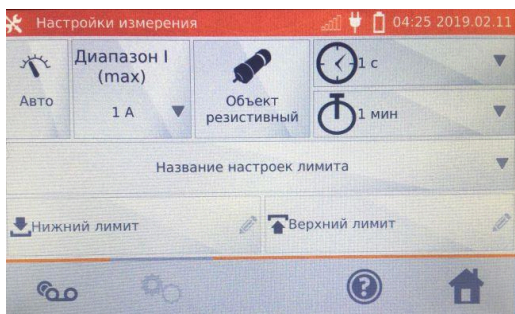 Настройки измерения
04:25 2019.02.11
Авто
Диапазон I
(max)
1 А
Объект
резистивный
1 с
1 мин
Название настроек лимита
Нижний лимит
Верхний лимит